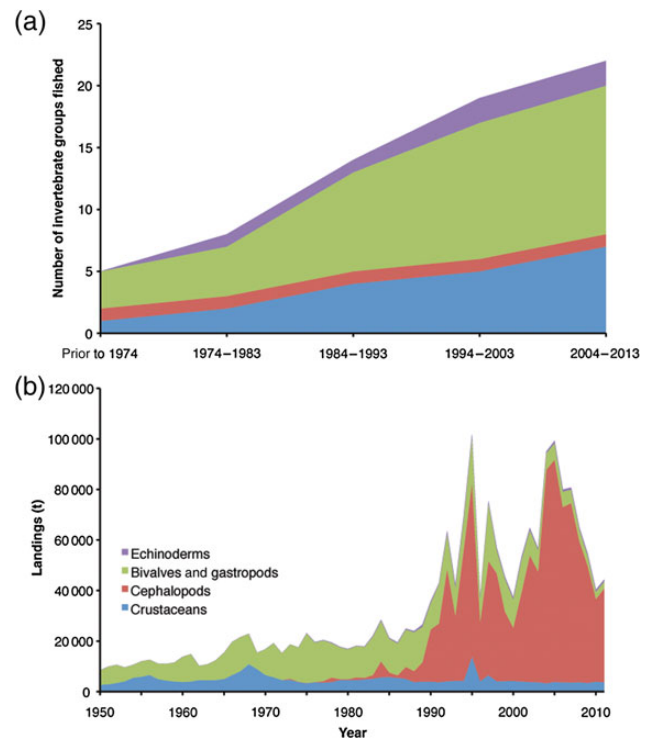 (a)
25
20
15
10
5
0
Number of invertebrate groups fished
Prior to 1974
1974–1983
1984–1993
1994–2003
2004–2013
(b)
120 000
100 000
80 000
60 000
40 000
20 000
0
Landings (t)
Echinoderms
Bivalves and gastropods
Cephalopods
Crustaceans
1950
1960
1970
1980
1990
2000
2010
Year